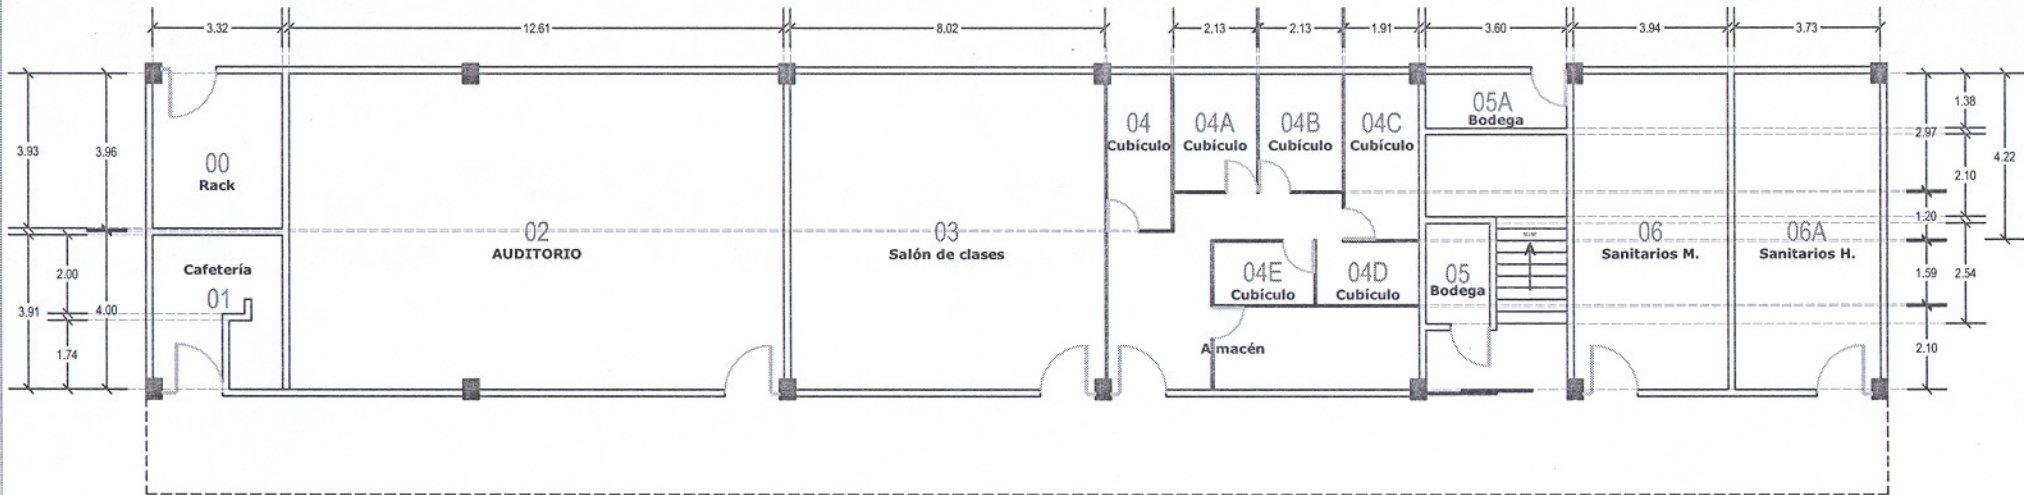 3.32 12.61 8.02 2.13 2.13 1.91 3.60 3.94 3.73
3.93
3.96
2.00
3.91
4.00
1.74
00
Rack
Cafetería
01
02
AUDITORIO
03
Salón de clases
04
Cubículo
04A
Cubículo
04B
Cubículo
04C
Cubículo
04E
Cubículo
04D
Cubículo
Almacén
05A
Bodega
05
Bodega
06
Sanitarios M.
06A
Sanitarios H.
1.38
2.97
4.22
2.10
1.20
1.59
2.54
2.10